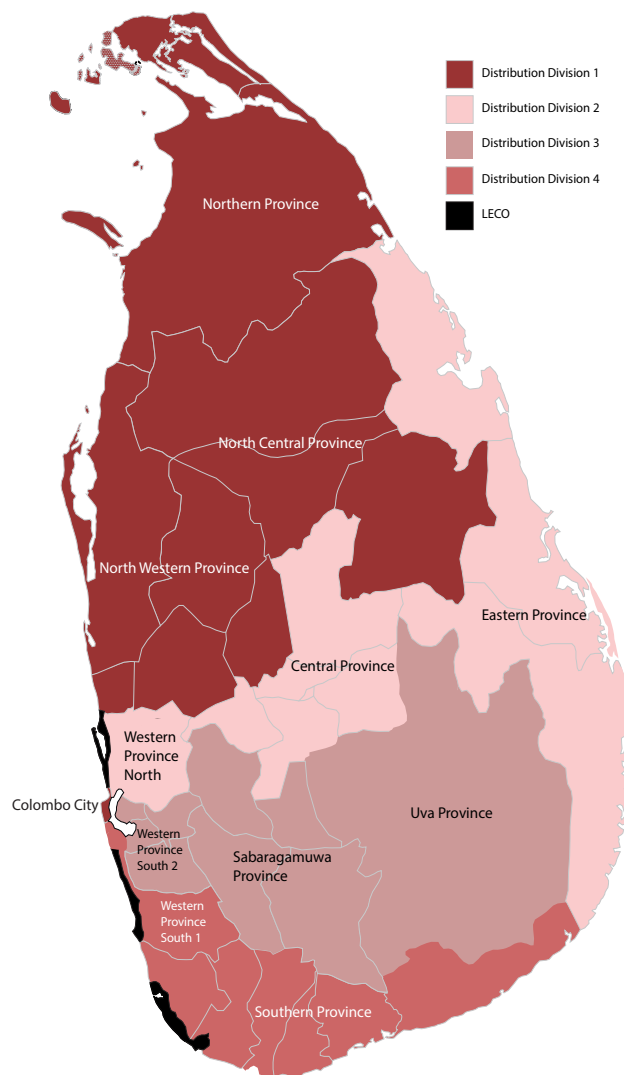 Distribution Division 1
Distribution Division 2
Distribution Division 3
Distribution Division 4
LECO
Northern Province
North Central Province
North Western Province
Eastern Province
Central Province
Western
Province
North
Colombo City
Uva Province
Western
Province
South 2
Sabaragamuwa
Province
Western
Province
South 1
Southern Province